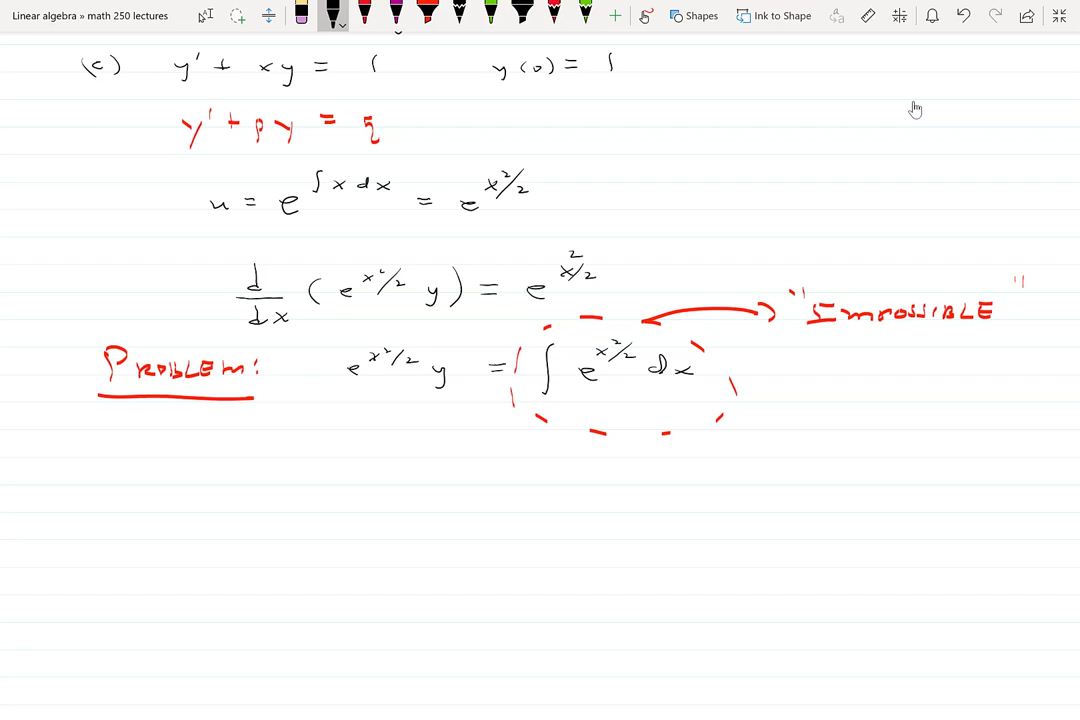 Linear algebra » math 250 lectures Shapes Ink to Shape
(c) y' + xy = 1 y(0) = 1
y' + py = q
u = e^∫x dx = e^x²/2
d/dx (e^x²/2 y) = e^x²/2
"IMPOSSIBLE"
PROBLEM: e^x²/2 y = ∫ e^x²/2 dx